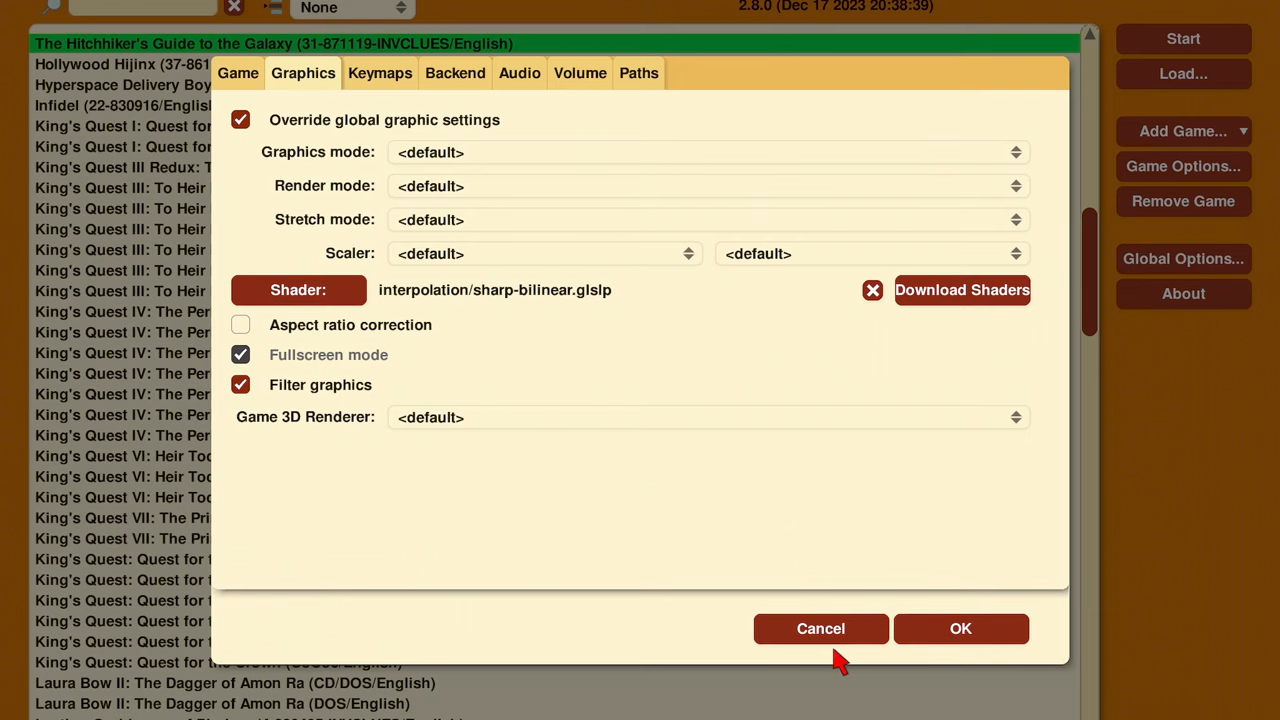 None
2.8.0 (Dec 17 2023 20:38:39)
The Hitchhiker's Guide to the Galaxy (31-871119-INVCLUES/English)
Hollywood Hijinx (37-861
Hyperspace Delivery Boy
Infidel (22-830916/English
King's Quest I: Quest for
King's Quest I: Quest for
King's Quest III Redux: T
King's Quest III: To Heir
King's Quest III: To Heir
King's Quest III: To Heir
King's Quest III: To Heir
King's Quest III: To Heir
King's Quest III: To Heir
King's Quest IV: The Per
King's Quest IV: The Per
King's Quest IV: The Per
King's Quest IV: The Per
King's Quest IV: The Per
King's Quest IV: The Per
King's Quest IV: The Per
King's Quest VI: Heir Too
King's Quest VI: Heir Too
King's Quest VI: Heir Too
King's Quest VII: The Pri
King's Quest VII: The Pri
King's Quest: Quest for t
King's Quest: Quest for t
King's Quest: Quest for t
King's Quest: Quest for t
King's Quest: Quest for t
King's Quest: Quest for the Crown (CoCo3/English)
Laura Bow II: The Dagger of Amon Ra (CD/DOS/English)
Laura Bow II: The Dagger of Amon Ra (DOS/English)
Game Graphics Keymaps Backend Audio Volume Paths
Override global graphic settings
Graphics mode: <default>
Render mode: <default>
Stretch mode: <default>
Scaler: <default> <default>
Shader: interpolation/sharp-bilinear.glslp Download Shaders
Aspect ratio correction
Fullscreen mode
Filter graphics
Game 3D Renderer: <default>
Cancel OK
Start
Load...
Add Game...
Game Options...
Remove Game
Global Options...
About